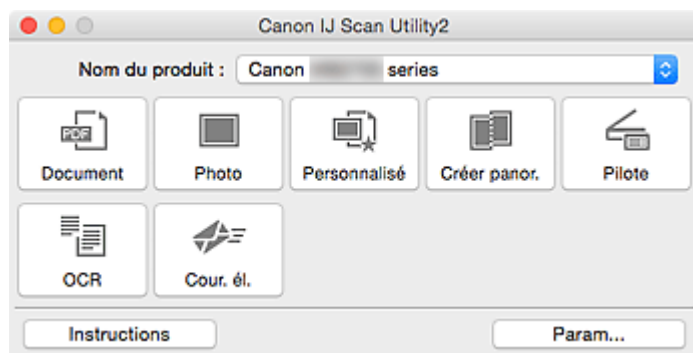 Canon IJ Scan Utility2
Nom du produit : Canon series
PDF
Document Photo Personnalisé Créer panor. Pilote
OCR Cour. él.
Instructions Param...